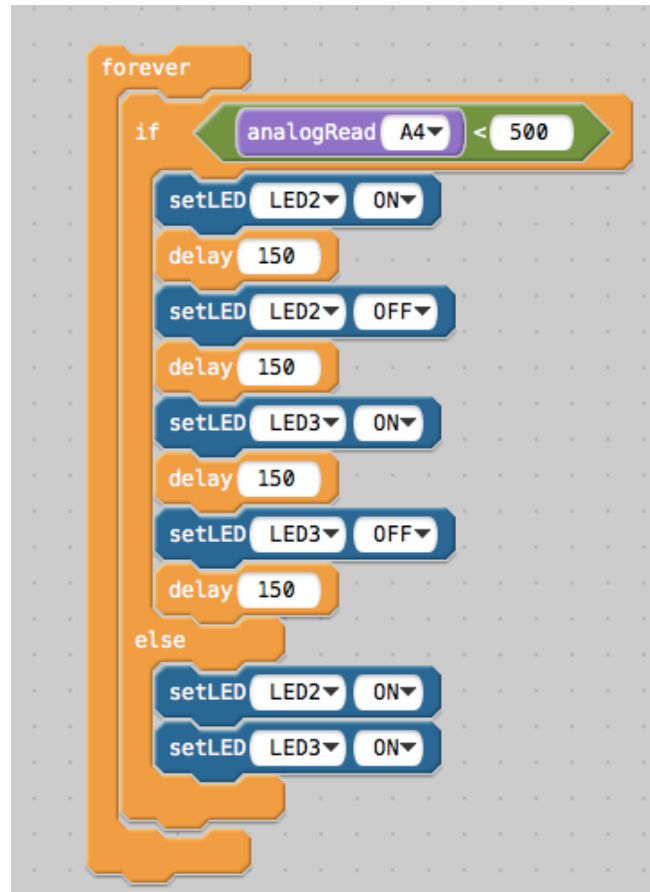 forever
if analogRead A4 < 500
setLED LED2 ON
delay 150
setLED LED2 OFF
delay 150
setLED LED3 ON
delay 150
setLED LED3 OFF
delay 150
else
setLED LED2 ON
setLED LED3 ON